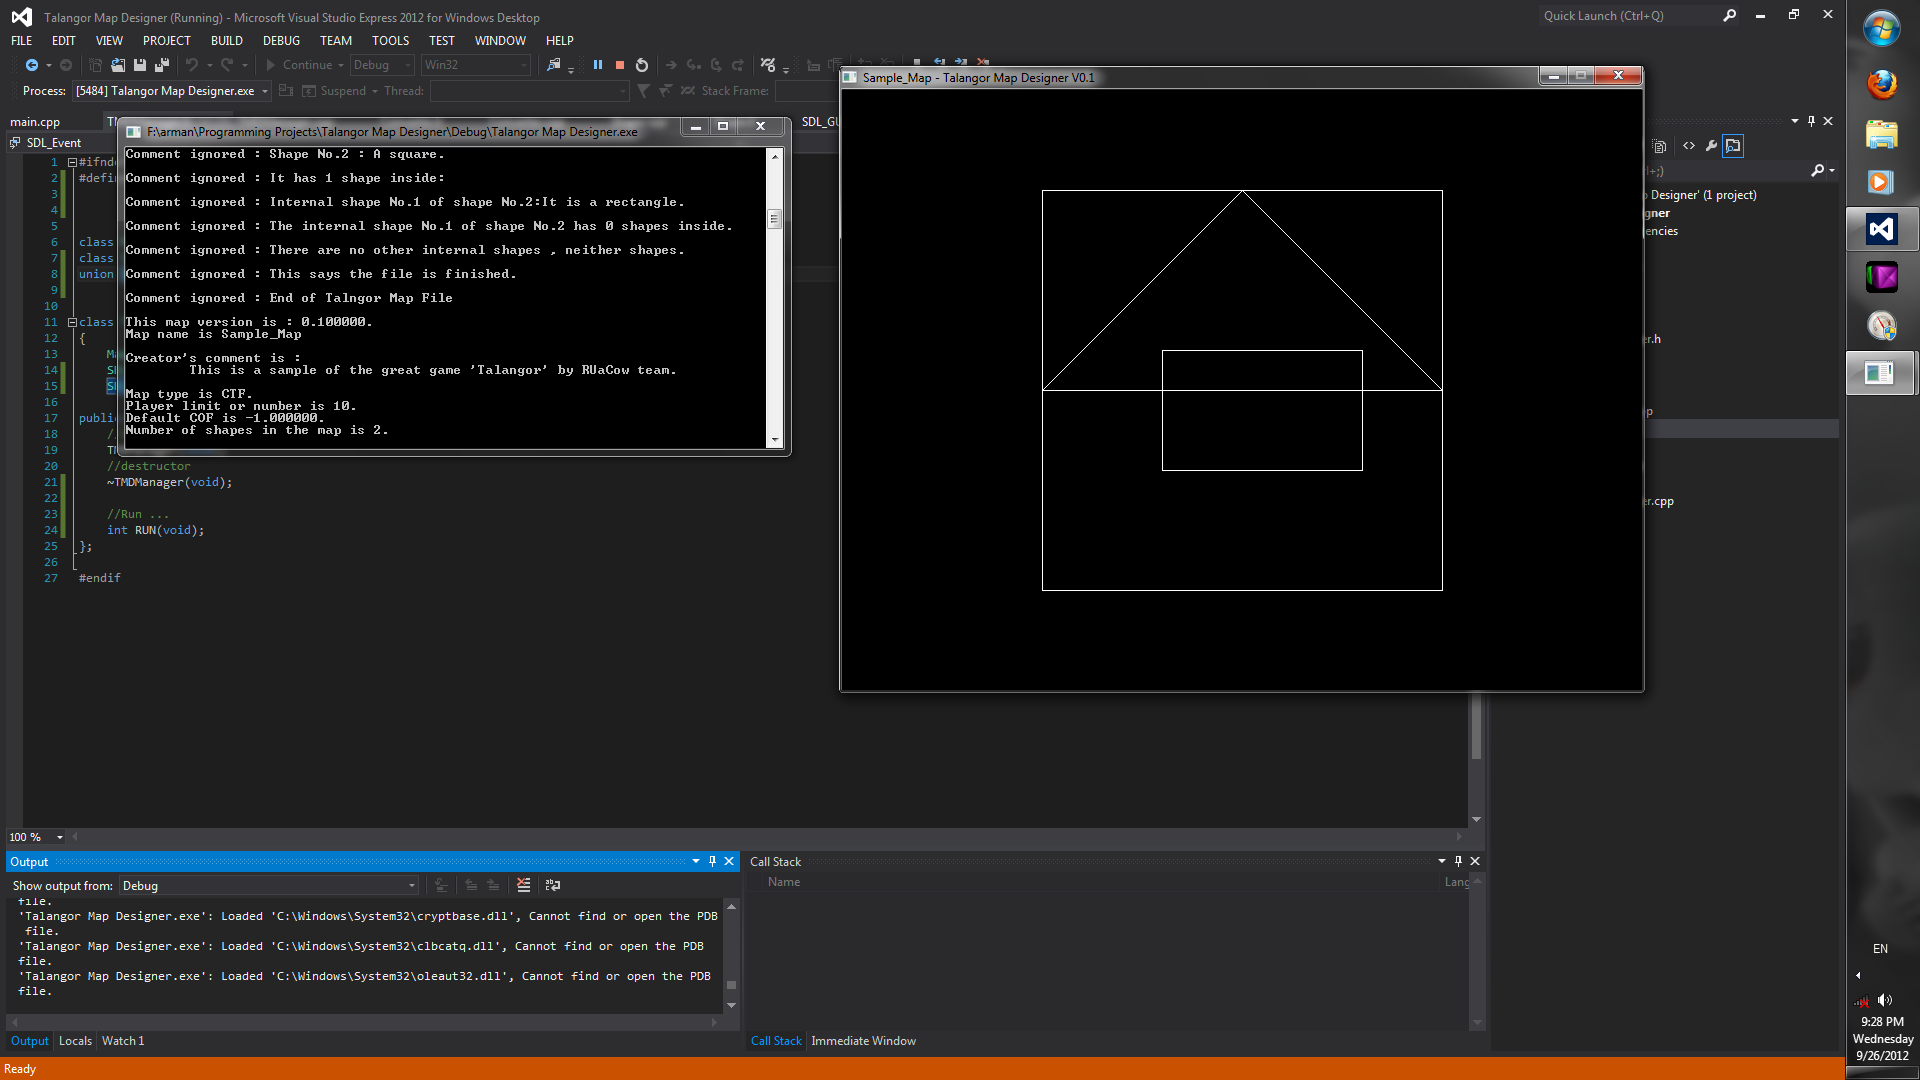 Talangor Map Designer (Running) - Microsoft Visual Studio Express 2012 for Windows Desktop
Quick Launch (Ctrl+Q)
FILE EDIT VIEW PROJECT BUILD DEBUG TEAM TOOLS TEST WINDOW HELP
Continue Debug Win32
Process: [5484] Talangor Map Designer.exe Suspend Thread: Stack Frame:
main.cpp
SDL_Event
F:\arman\Programming Projects\Talangor Map Designer\Debug\Talangor Map Designer.exe
Comment ignored : Shape No.2 : A square.
Comment ignored : It has 1 shape inside:
Comment ignored : Internal shape No.1 of shape No.2:It is a rectangle.
Comment ignored : The internal shape No.1 of shape No.2 has 0 shapes inside.
Comment ignored : There are no other internal shapes , neither shapes.
Comment ignored : This says the file is finished.
Comment ignored : End of Talngor Map File
This map version is : 0.100000.
Map name is Sample_Map
Creator's comment is :
This is a sample of the great game 'Talangor' by RUaCow team.
Map type is CTF.
Player limit or number is 10.
Default COF is -1.000000.
Number of shapes in the map is 2.
1 #ifnd
2 #defin
3
4
5
6 class
7 class
8 union
9
10
11 class
12 {
13 Ma
14 S
15 S
16
17 publi
18 //
19 T
20 //destructor
21 ~TMDManager(void);
22
23 //Run ...
24 int RUN(void);
25 };
26
27 #endif
SDL_GU
Sample_Map - Talangor Map Designer V0.1
+;)
Designer' (1 project)
gner
encies
er.h
p
er.cpp
100 %
Output
Show output from: Debug
file.
'Talangor Map Designer.exe': Loaded 'C:\Windows\System32\cryptbase.dll', Cannot find or open the PDB
file.
'Talangor Map Designer.exe': Loaded 'C:\Windows\System32\clbcatq.dll', Cannot find or open the PDB
file.
'Talangor Map Designer.exe': Loaded 'C:\Windows\System32\oleaut32.dll', Cannot find or open the PDB
file.
Output Locals Watch 1
Call Stack
Name Lang
Call Stack Immediate Window
Ready
EN
9:28 PM
Wednesday
9/26/2012